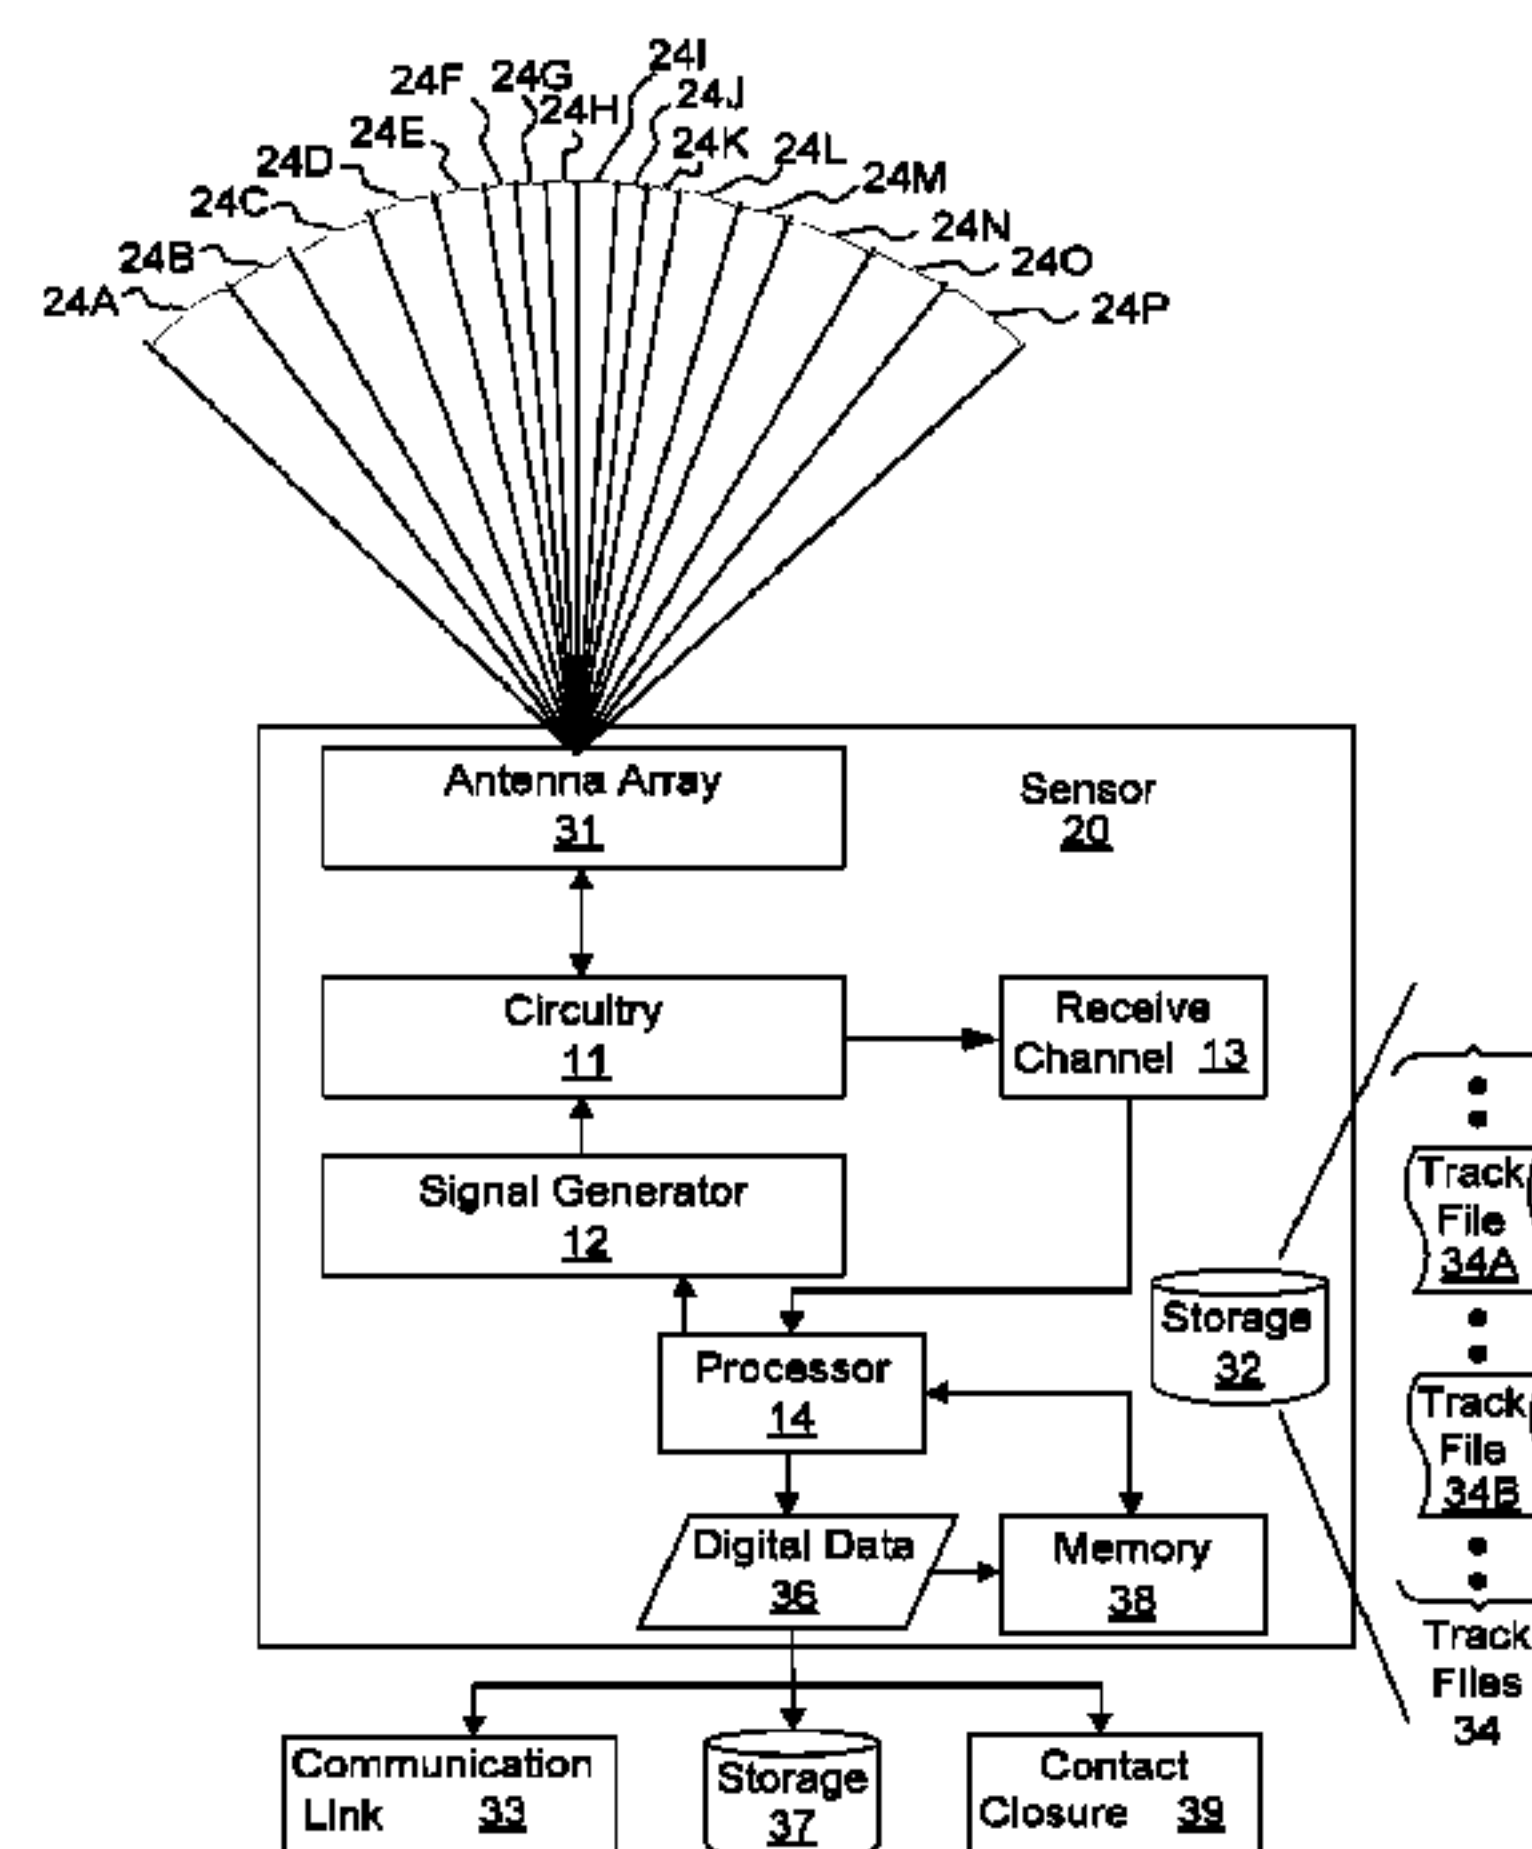 24I
24G
24F
24J
24H
24E
24K
24L
24D
24M
24C
24N
24B
24O
24A
24P
Antenna Array
31
Sensor
20
Circuitry
11
Receive
Channel 13
Signal Generator
12
Track
File
34A
Storage
32
Processor
14
Track
File
34B
Digital Data
36
Memory
38
Track
Files
34
Communication
Link 33
Storage
37
Contact
Closure 39